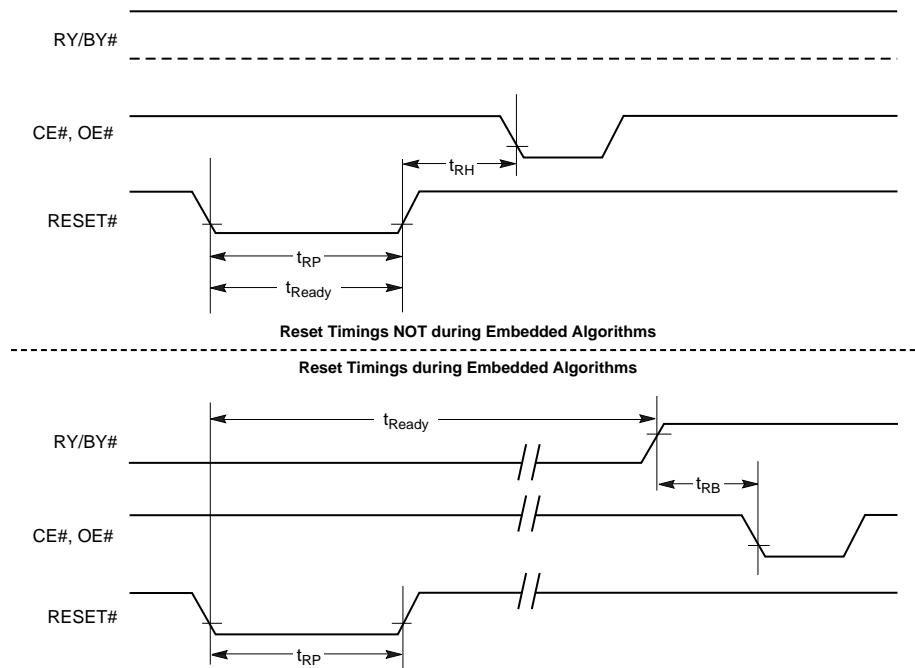 RY/BY#
CE#, OE#
tRH
RESET#
tRP
tReady
Reset Timings NOT during Embedded Algorithms
Reset Timings during Embedded Algorithms
tReady
RY/BY#
tRB
CE#, OE#
RESET#
tRP